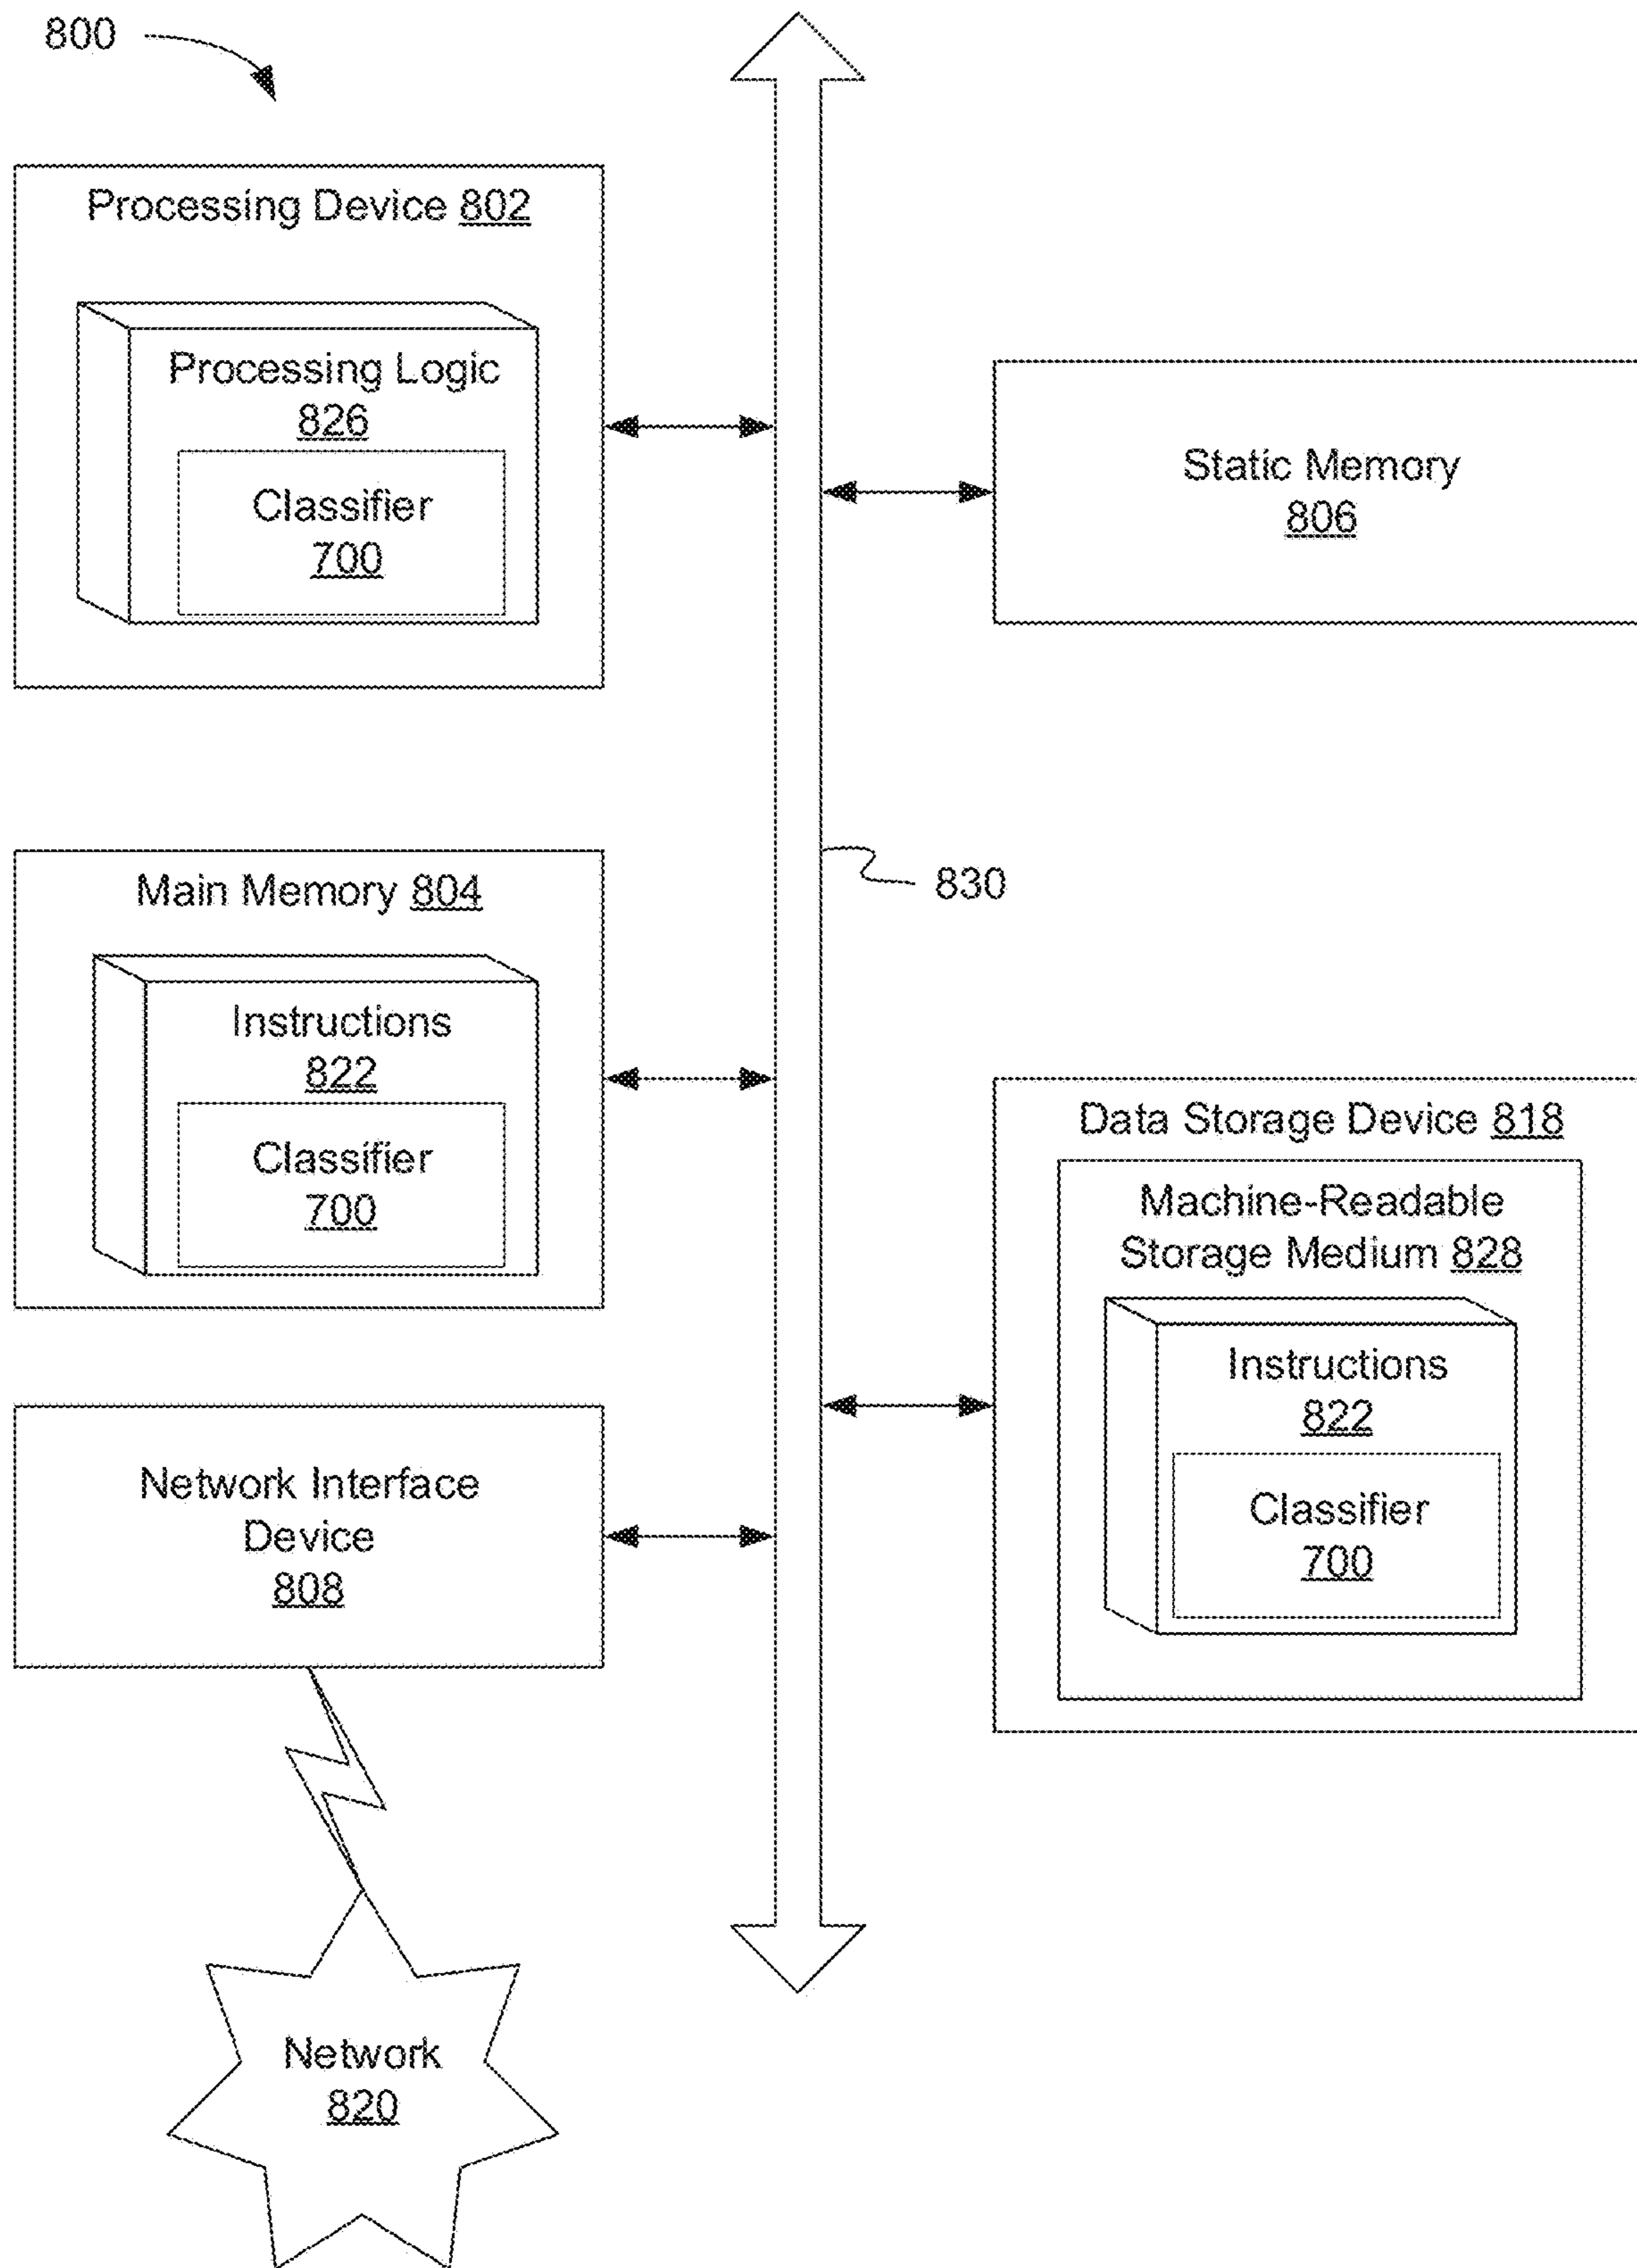 800
Processing Device 802
Processing Logic
826
Classifier
700
Static Memory
806
830
Main Memory 804
Instructions
822
Classifier
700
Data Storage Device 818
Machine-Readable
Storage Medium 828
Instructions
822
Classifier
700
Network Interface
Device
808
Network
820